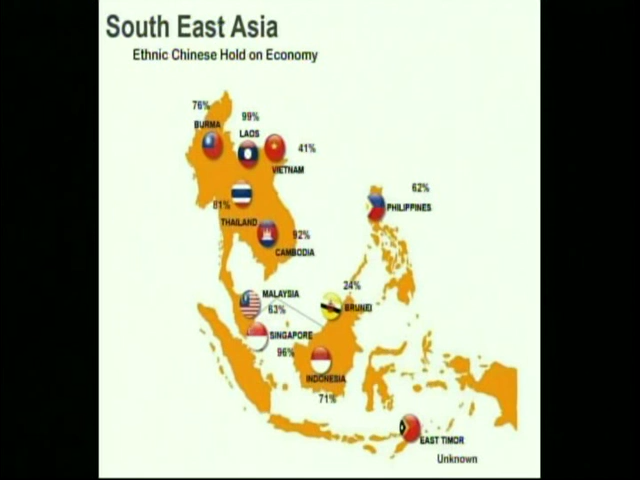 South East Asia
Ethnic Chinese Hold on Economy
76%
BURMA
99%
LAOS
41%
VIETNAM
81%
THAILAND
92%
CAMBODIA
62%
PHILIPPINES
MALAYSIA
63%
24%
BRUNEI
SINGAPORE
96%
INDONESIA
71%
EAST TIMOR
Unknown